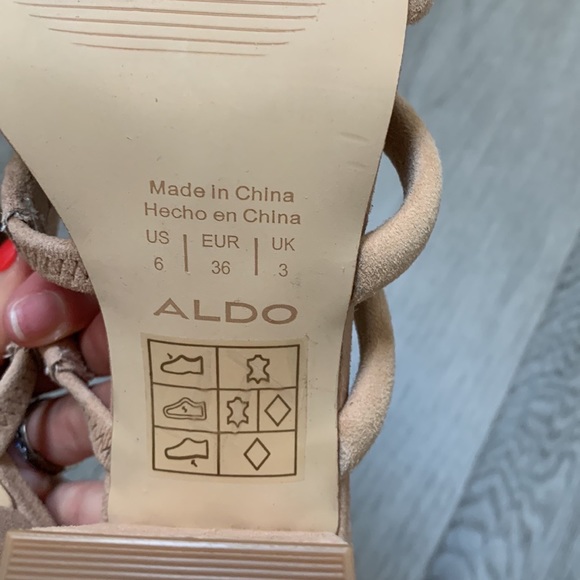 Made in China
Hecho en China
US | EUR | UK
6 | 36 | 3
ALDO